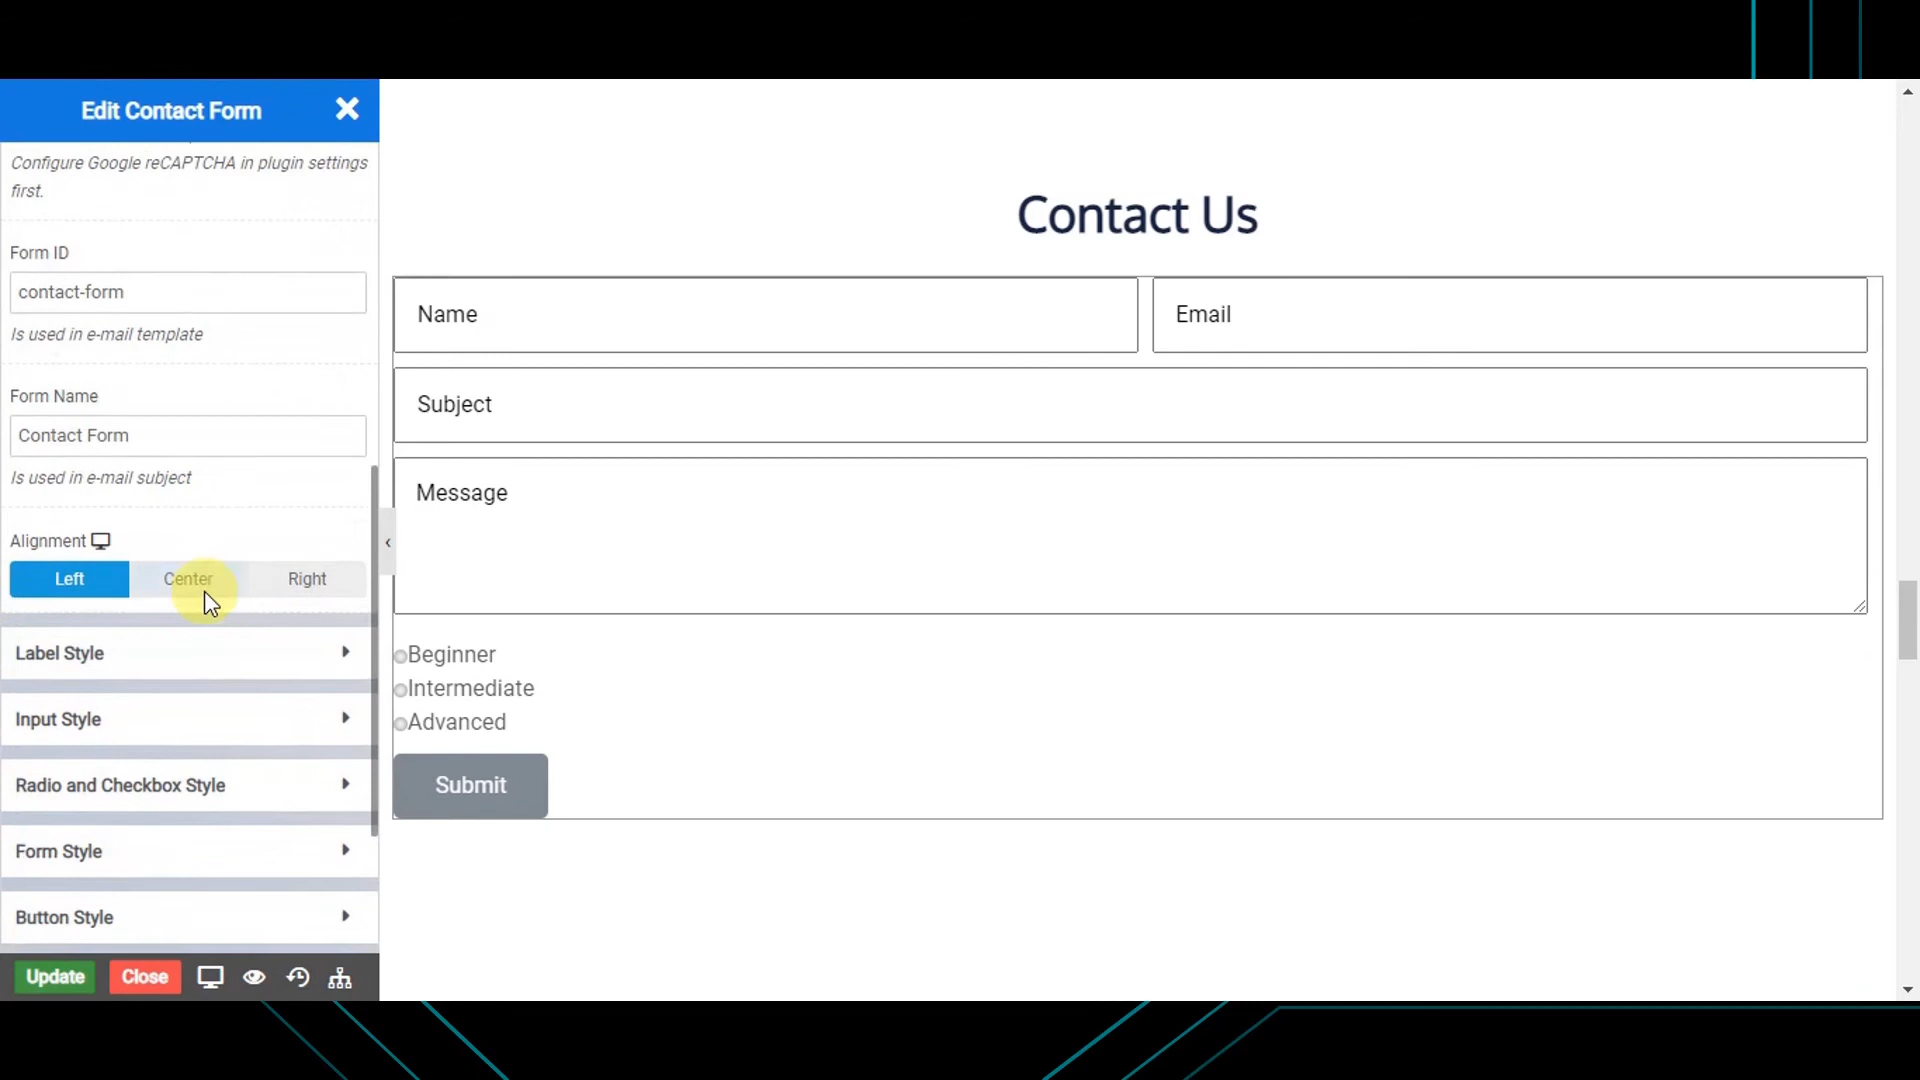 Edit Contact Form
Configure Google reCAPTCHA in plugin settings
first.
Form ID
contact-form
Is used in e-mail template
Form Name
Contact Form
Is used in e-mail subject
Alignment
Left Center Right
Label Style
Input Style
Radio and Checkbox Style
Form Style
Button Style
Update Close
Contact Us
Name Email
Subject
Message
Beginner
Intermediate
Advanced
Submit